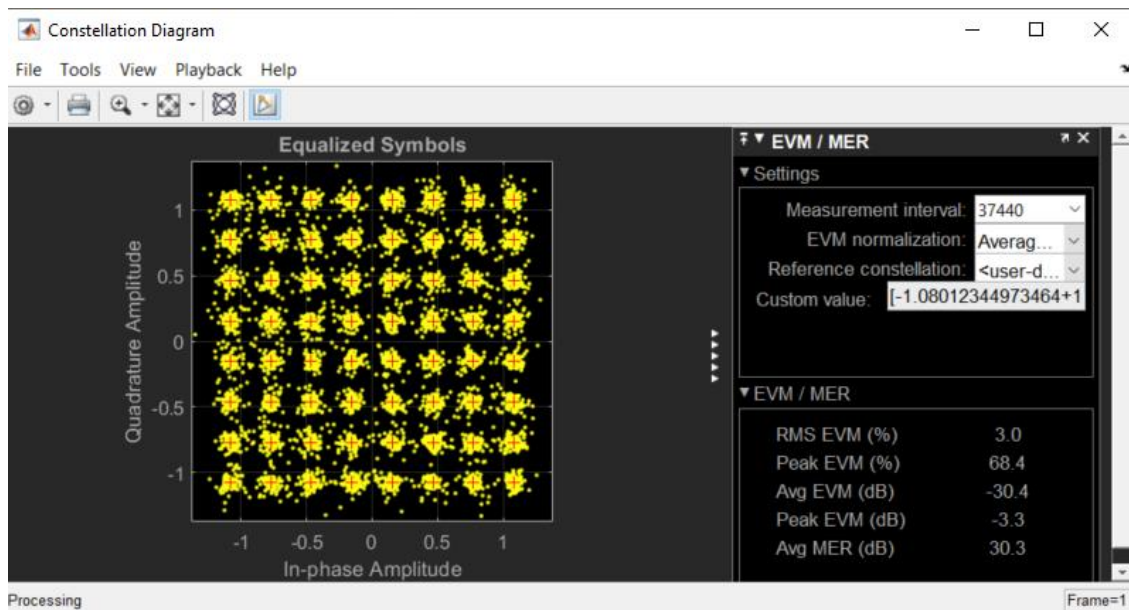 Constellation Diagram
File Tools View Playback Help
Equalized Symbols
1
0.5
0
-0.5
-1
Quadrature Amplitude
-1 -0.5 0 0.5 1
In-phase Amplitude
EVM / MER
Settings
Measurement interval: 37440
EVM normalization: Averag...
Reference constellation: <user-d...
Custom value: [-1.08012344973464+1
EVM / MER
RMS EVM (%) 3.0
Peak EVM (%) 68.4
Avg EVM (dB) -30.4
Peak EVM (dB) -3.3
Avg MER (dB) 30.3
Processing Frame=1